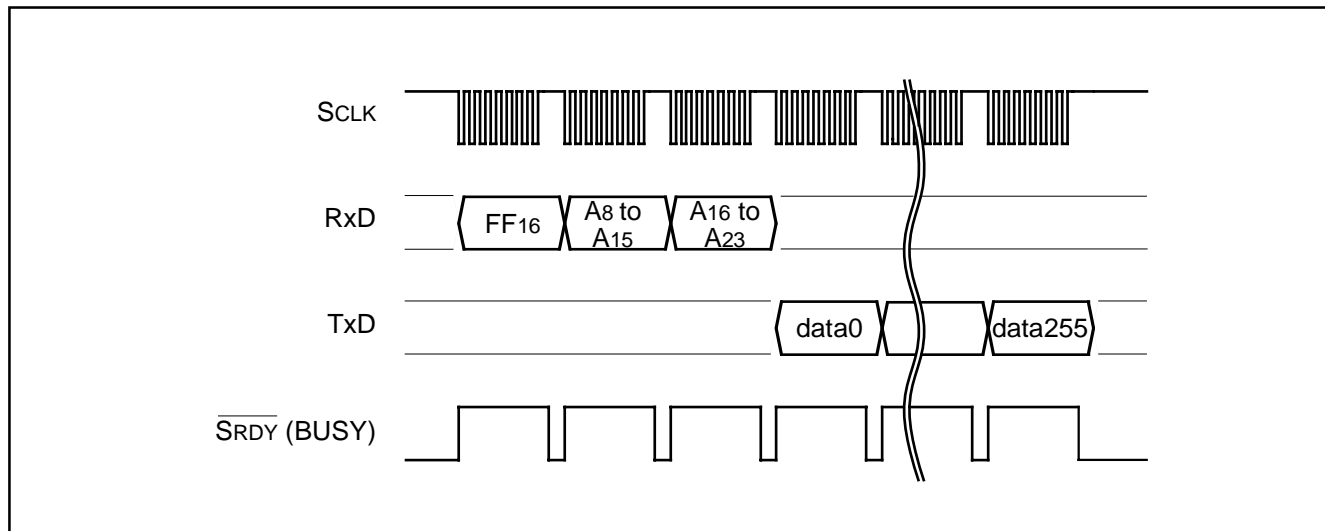 SCLK
RxD
FF16
A8 to
A15
A16 to
A23
TxD
data0
data255
SRDY (BUSY)